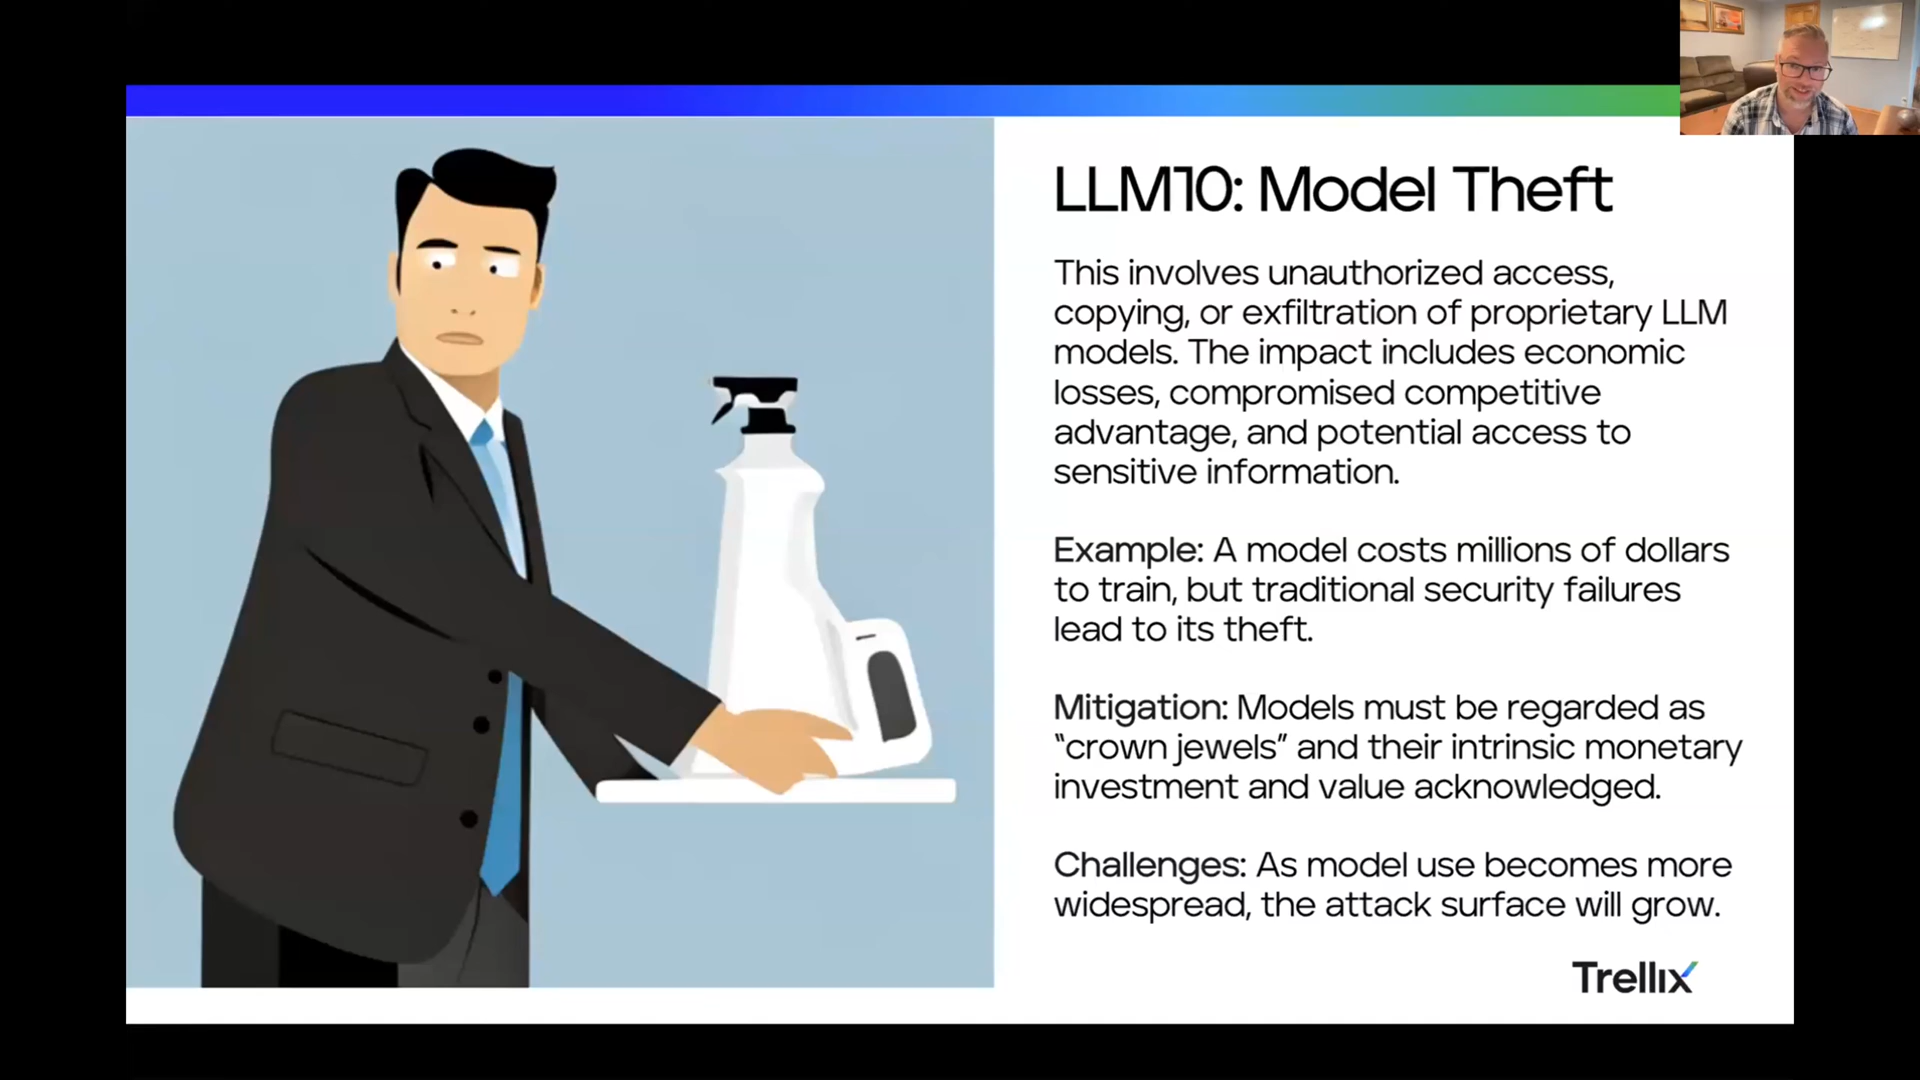 LLM10: Model Theft
This involves unauthorized access,
copying, or exfiltration of proprietary LLM
models. The impact includes economic
losses, compromised competitive
advantage, and potential access to
sensitive information.
Example: A model costs millions of dollars
to train, but traditional security failures
lead to its theft.
Mitigation: Models must be regarded as
“crown jewels” and their intrinsic monetary
investment and value acknowledged.
Challenges: As model use becomes more
widespread, the attack surface will grow.
Trellix